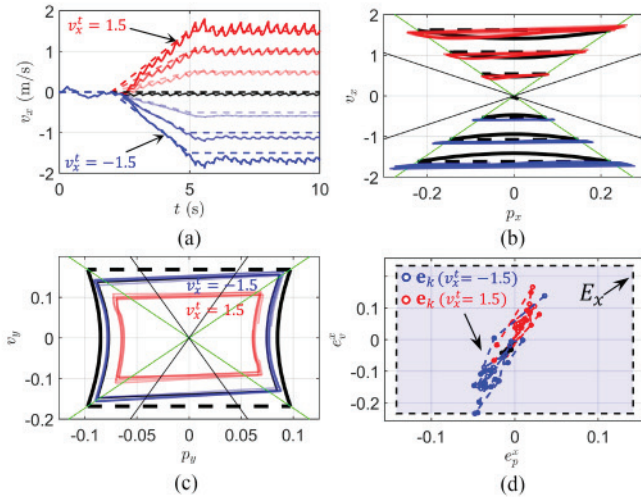 2
1
0
-1
-2
v_x (m/s)
v_x^t = 1.5
v_x^t = -1.5
0
5
10
t (s)
(a)
2
1
0
-1
-2
v_x
-0.2
0
0.2
p_x
(b)
0.1
0
-0.1
-0.2
v_y
v_x^t = -1.5
v_x^t = 1.5
-0.1
-0.05
0
0.05
0.1
p_y
(c)
0.2
0.1
0
-0.1
-0.2
e_v^x
e_k (v_x^t = -1.5)
e_k (v_x^t = 1.5)
E_x
-0.1
0
0.1
e_p^x
(d)